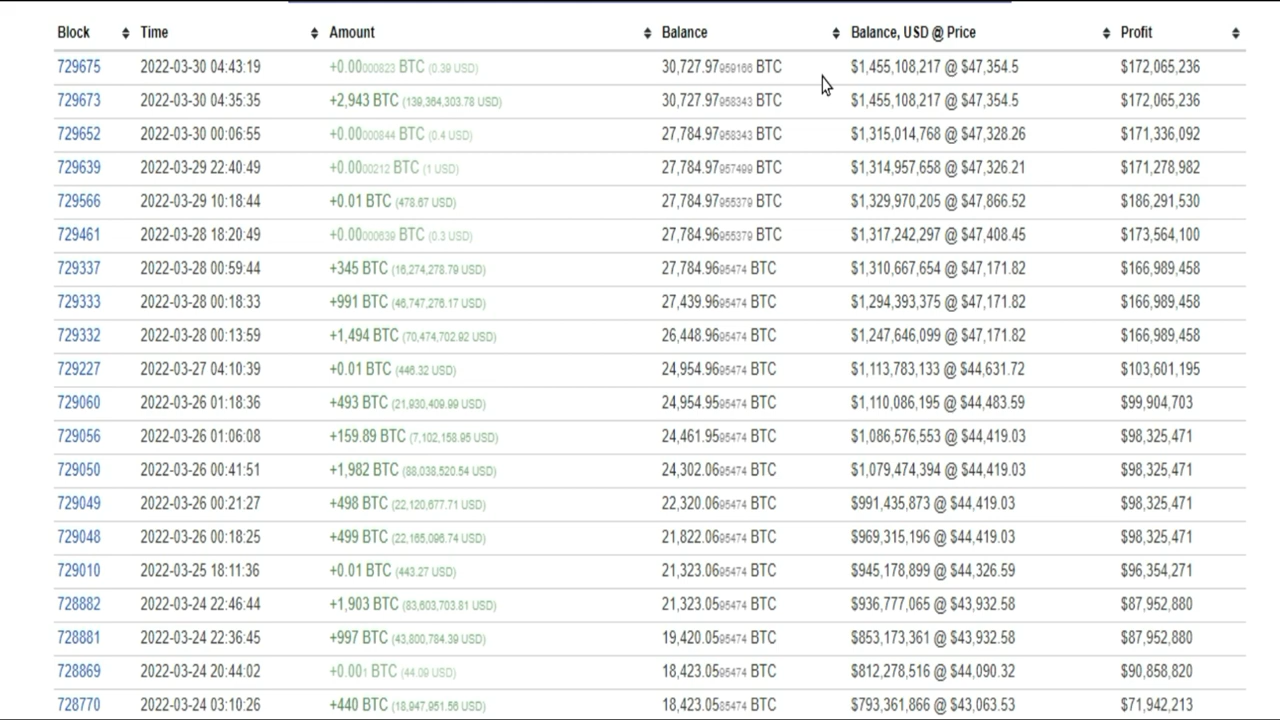 Block Time Amount Balance Balance, USD @ Price Profit
729675 2022-03-30 04:43:19 +0.00000823 BTC (0.39 USD) 30,727.97959166 BTC $1,455,108,217 @ $47,354.5 $172,065,236
729673 2022-03-30 04:35:35 +2,943 BTC (139,364,303.78 USD) 30,727.97958343 BTC $1,455,108,217 @ $47,354.5 $172,065,236
729652 2022-03-30 00:06:55 +0.00000844 BTC (0.4 USD) 27,784.97958343 BTC $1,315,014,768 @ $47,328.26 $171,336,092
729639 2022-03-29 22:40:49 +0.0000212 BTC (1 USD) 27,784.97957499 BTC $1,314,957,658 @ $47,326.21 $171,278,982
729566 2022-03-29 10:18:44 +0.01 BTC (478.67 USD) 27,784.97955379 BTC $1,329,970,205 @ $47,866.52 $186,291,530
729461 2022-03-28 18:20:49 +0.00000639 BTC (0.3 USD) 27,784.96955379 BTC $1,317,242,297 @ $47,408.45 $173,564,100
729337 2022-03-28 00:59:44 +345 BTC (16,274,278.79 USD) 27,784.9695474 BTC $1,310,667,654 @ $47,171.82 $166,989,458
729333 2022-03-28 00:18:33 +991 BTC (46,747,276.17 USD) 27,439.9695474 BTC $1,294,393,375 @ $47,171.82 $166,989,458
729332 2022-03-28 00:13:59 +1,494 BTC (70,474,702.92 USD) 26,448.9695474 BTC $1,247,646,099 @ $47,171.82 $166,989,458
729227 2022-03-27 04:10:39 +0.01 BTC (446.32 USD) 24,954.9695474 BTC $1,113,783,133 @ $44,631.72 $103,601,195
729060 2022-03-26 01:18:36 +493 BTC (21,930,409.99 USD) 24,954.9595474 BTC $1,110,086,195 @ $44,483.59 $99,904,703
729056 2022-03-26 01:06:08 +159.89 BTC (7,102,158.95 USD) 24,461.9595474 BTC $1,086,576,553 @ $44,419.03 $98,325,471
729050 2022-03-26 00:41:51 +1,982 BTC (88,038,520.54 USD) 24,302.0695474 BTC $1,079,474,394 @ $44,419.03 $98,325,471
729049 2022-03-26 00:21:27 +498 BTC (22,120,677.71 USD) 22,320.0695474 BTC $991,435,873 @ $44,419.03 $98,325,471
729048 2022-03-26 00:18:25 +499 BTC (22,165,096.74 USD) 21,822.0695474 BTC $969,315,196 @ $44,419.03 $98,325,471
729010 2022-03-25 18:11:36 +0.01 BTC (443.27 USD) 21,323.0695474 BTC $945,178,899 @ $44,326.59 $96,354,271
728882 2022-03-24 22:46:44 +1,903 BTC (83,603,703.81 USD) 21,323.0595474 BTC $936,777,065 @ $43,932.58 $87,952,880
728881 2022-03-24 22:36:45 +997 BTC (43,800,784.39 USD) 19,420.0595474 BTC $853,173,361 @ $43,932.58 $87,952,880
728869 2022-03-24 20:44:02 +0.001 BTC (44.09 USD) 18,423.0595474 BTC $812,278,516 @ $44,090.32 $90,858,820
728770 2022-03-24 03:10:26 +440 BTC (18,947,951.56 USD) 18,423.0585474 BTC $793,361,866 @ $43,063.53 $71,942,213